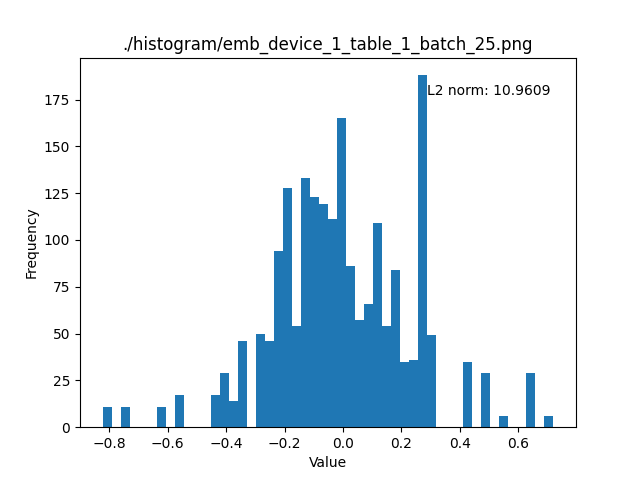 ./histogram/emb_device_1_table_1_batch_25.png
L2 norm: 10.9609
175
150
125
100
75
50
25
0
Frequency
−0.8 −0.6 −0.4 −0.2 0.0 0.2 0.4 0.6
Value